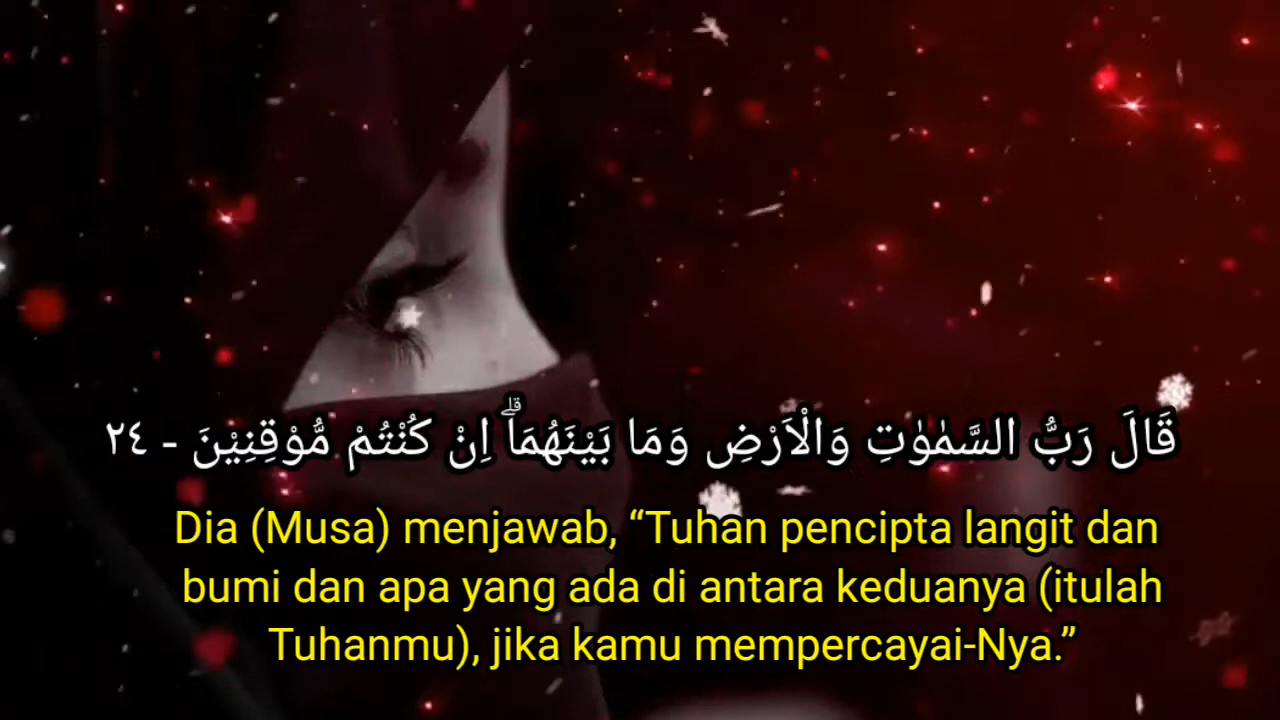 قَالَ رَبُّ السَّمٰوٰتِ وَالْاَرْضِ وَمَا بَيْنَهُمَاۗ اِنْ كُنْتُمْ مُّوْقِنِيْنَ - ٢٤
Dia (Musa) menjawab, “Tuhan pencipta langit dan
bumi dan apa yang ada di antara keduanya (itulah
Tuhanmu), jika kamu mempercayai-Nya.”